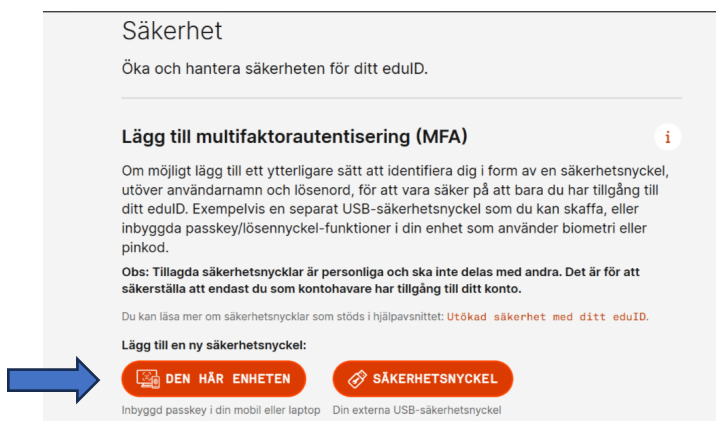 Säkerhet
Öka och hantera säkerheten för ditt eduID.
Lägg till multifaktorautentisering (MFA)
i
Om möjligt lägg till ett ytterligare sätt att identifiera dig i form av en säkerhetsnyckel,
utöver användarnamn och lösenord, för att vara säker på att bara du har tillgång till
ditt eduID. Exempelvis en separat USB-säkerhetsnyckel som du kan skaffa, eller
inbyggda passkey/lösennyckel-funktioner i din enhet som använder biometri eller
pinkod.
Obs: Tillagda säkerhetsnycklar är personliga och ska inte delas med andra. Det är för att
säkerställa att endast du som kontohavare har tillgång till ditt konto.
Du kan läsa mer om säkerhetsnycklar som stöds i hjälpavsnittet: Utökad säkerhet med ditt eduID.
Lägg till en ny säkerhetsnyckel:
DEN HÄR ENHETEN SÄKERHETSNYCKEL
Inbyggd passkey i din mobil eller laptop Din externa USB-säkerhetsnyckel